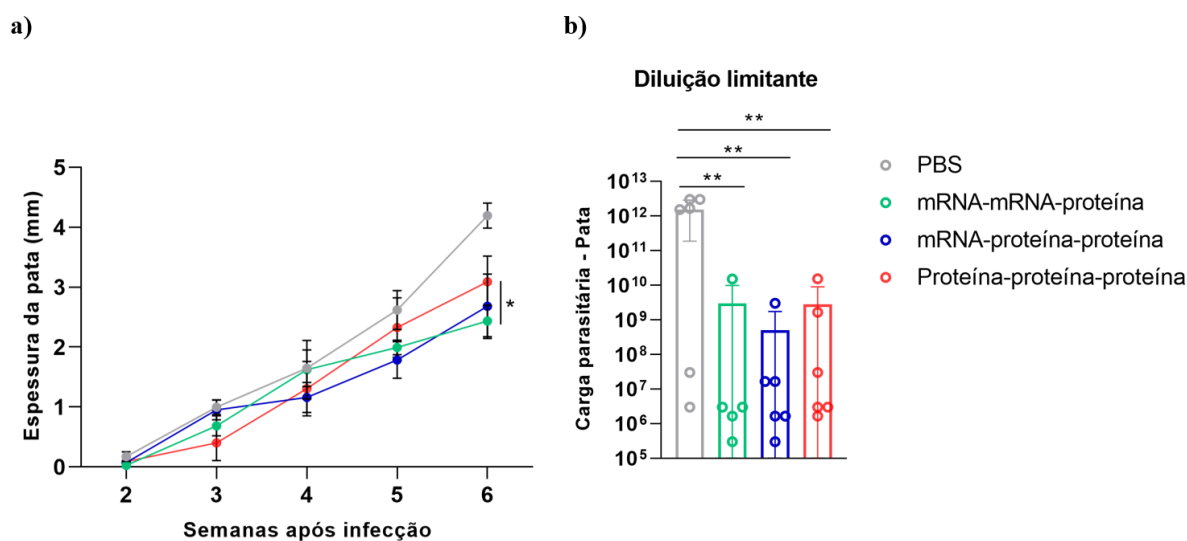 a)
Espessura da pata (mm)
5
4
3
2
1
0
2 3 4 5 6
Semanas após infecção
*
b)
Diluição limitante
**
**
**
Carga parasitária - Pata
10¹³
10¹²
10¹¹
10¹⁰
10⁹
10⁸
10⁷
10⁶
10⁵
PBS
mRNA-mRNA-proteína
mRNA-proteína-proteína
Proteína-proteína-proteína